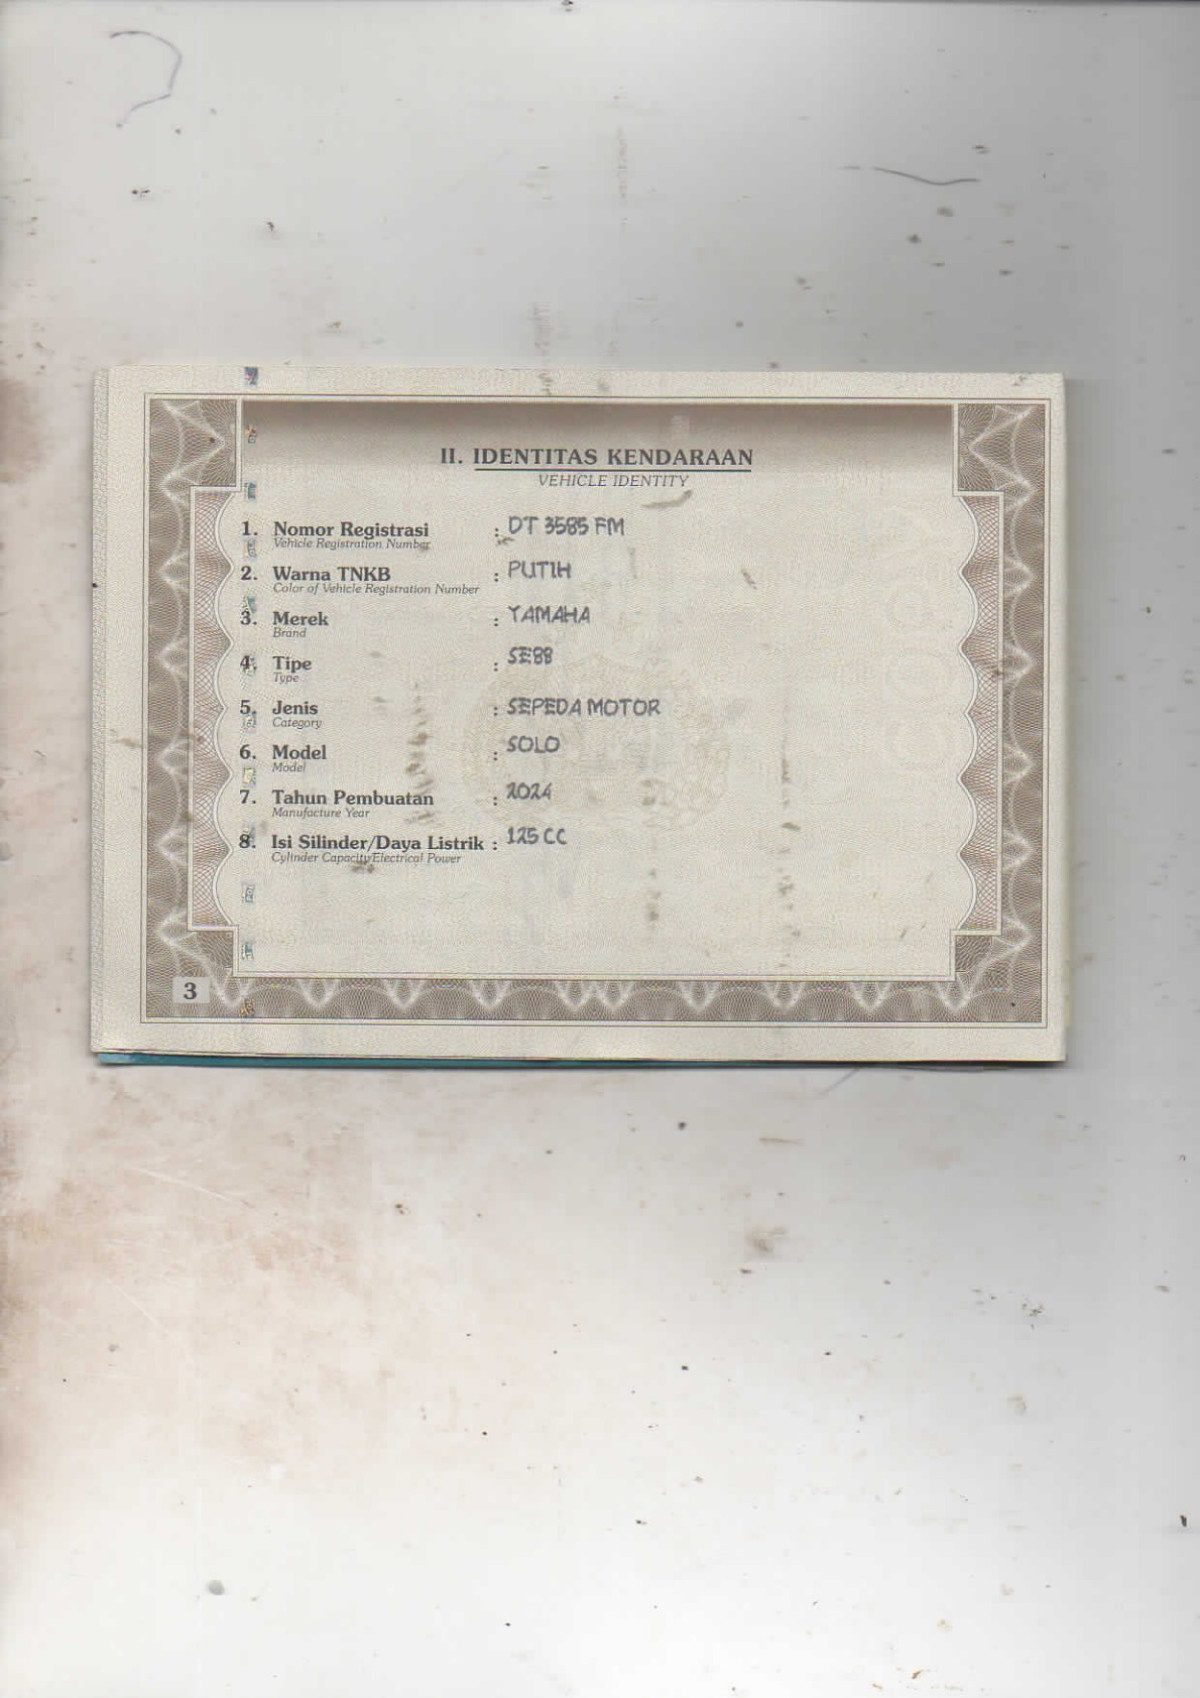 II. IDENTITAS KENDARAAN
VEHICLE IDENTITY
1. Nomor Registrasi : DT 3585 FM
Vehicle Registration Number
2. Warna TNKB : PUTIH
Color of Vehicle Registration Number
3. Merek : YAMAHA
Brand
4. Tipe : SE88
Type
5. Jenis : SEPEDA MOTOR
Category
6. Model : SOLO
Model
7. Tahun Pembuatan : 2024
Manufacture Year
8. Isi Silinder/Daya Listrik : 125 CC
Cylinder Capacity/Electrical Power
3